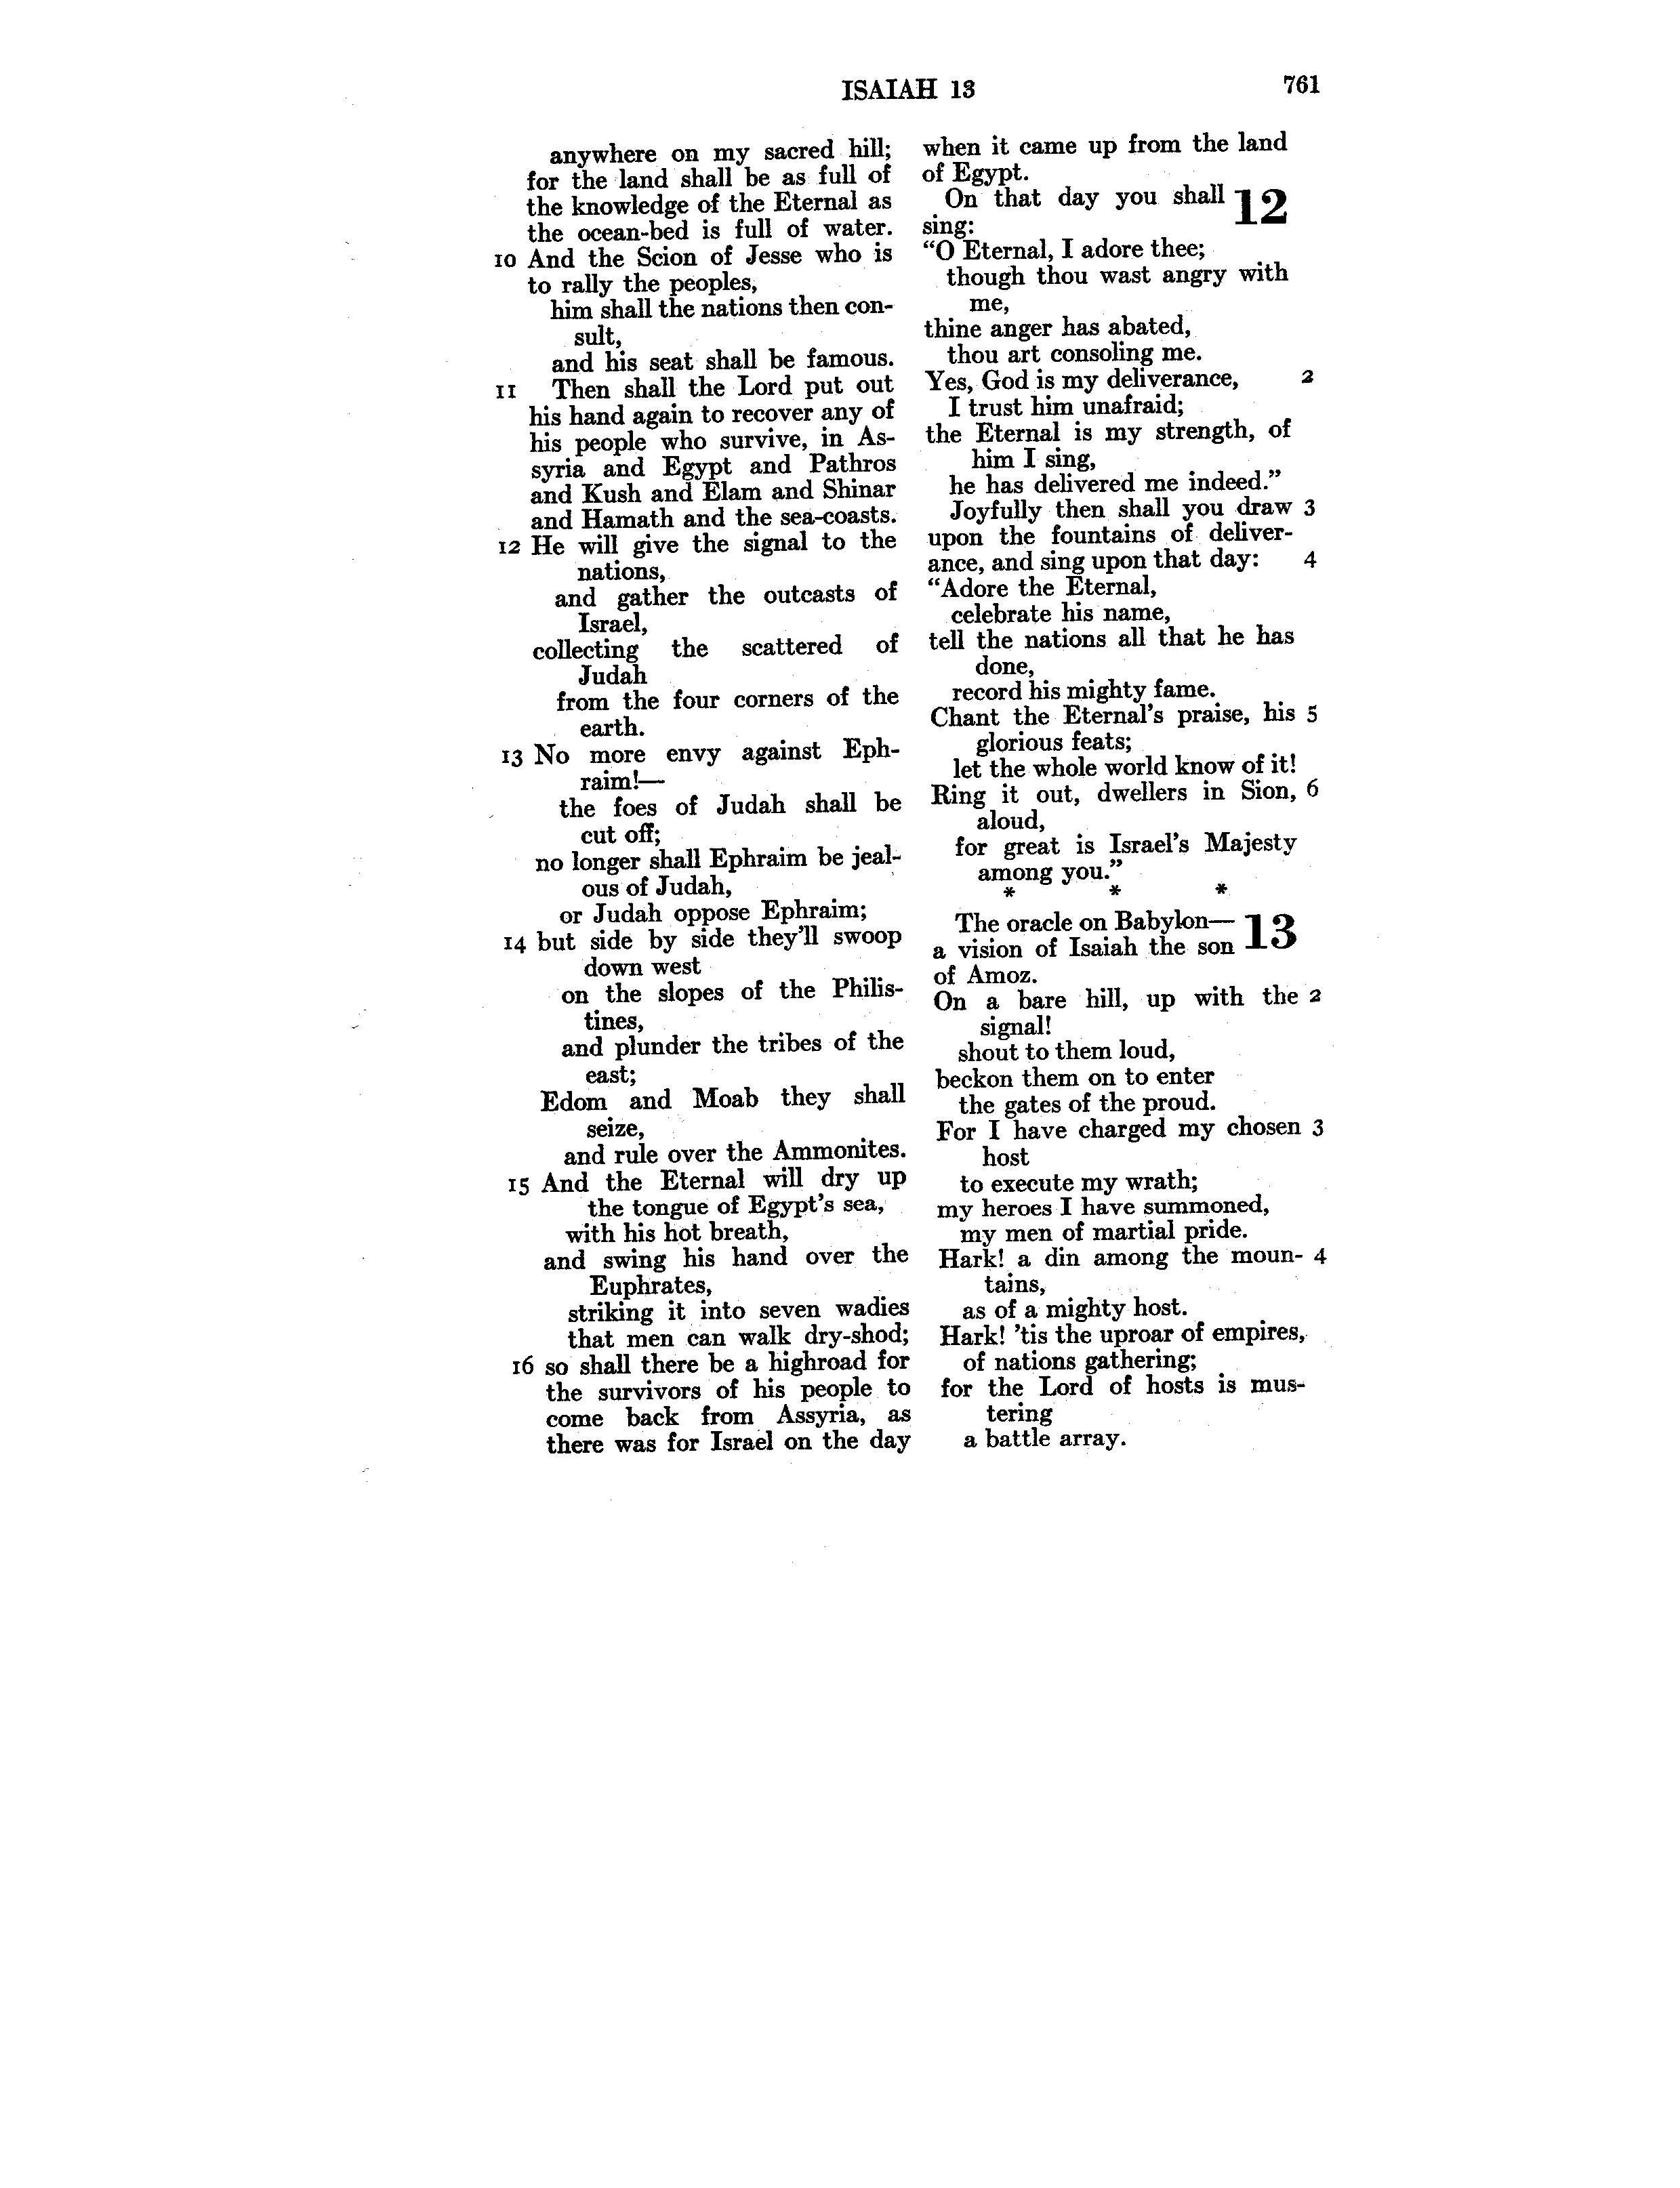 ISAIAH 13
761
anywhere on my sacred hill;
for the land shall be as full of
the knowledge of the Eternal as
the ocean-bed is full of water.
10 And the Scion of Jesse who is
to rally the peoples,
him shall the nations then con-
sult,
and his seat shall be famous.
11 Then shall the Lord put out
his hand again to recover any of
his people who survive, in As-
syria and Egypt and Pathros
and Kush and Elam and Shinar
and Hamath and the sea-coasts.
12 He will give the signal to the
nations,
and gather the outcasts of
Israel,
collecting the scattered of
Judah
from the four corners of the
earth.
13 No more envy against Eph-
raim!—
the foes of Judah shall be
cut off;
no longer shall Ephraim be jeal-
ous of Judah,
or Judah oppose Ephraim;
14 but side by side they'll swoop
down west
on the slopes of the Philis-
tines,
and plunder the tribes of the
east;
Edom and Moab they shall
seize,
and rule over the Ammonites.
15 And the Eternal will dry up
the tongue of Egypt's sea,
with his hot breath,
and swing his hand over the
Euphrates,
striking it into seven wadies
that men can walk dry-shod;
16 so shall there be a highroad for
the survivors of his people to
come back from Assyria, as
there was for Israel on the day
when it came up from the land
of Egypt.
On that day you shall 12
sing:
"O Eternal, I adore thee;
though thou wast angry with
me,
thine anger has abated,
thou art consoling me.
Yes, God is my deliverance, 2
I trust him unafraid;
the Eternal is my strength, of
him I sing,
he has delivered me indeed."
Joyfully then shall you draw 3
upon the fountains of deliver-
ance, and sing upon that day: 4
"Adore the Eternal,
celebrate his name,
tell the nations all that he has
done,
record his mighty fame.
Chant the Eternal's praise, his 5
glorious feats;
let the whole world know of it!
Ring it out, dwellers in Sion, 6
aloud,
for great is Israel's Majesty
among you."
* * *
The oracle on Babylon— 13
a vision of Isaiah the son
of Amoz.
On a bare hill, up with the 2
signal!
shout to them loud,
beckon them on to enter
the gates of the proud.
For I have charged my chosen 3
host
to execute my wrath;
my heroes I have summoned,
my men of martial pride.
Hark! a din among the moun- 4
tains,
as of a mighty host.
Hark! 'tis the uproar of empires,
of nations gathering;
for the Lord of hosts is mus-
tering
a battle array.